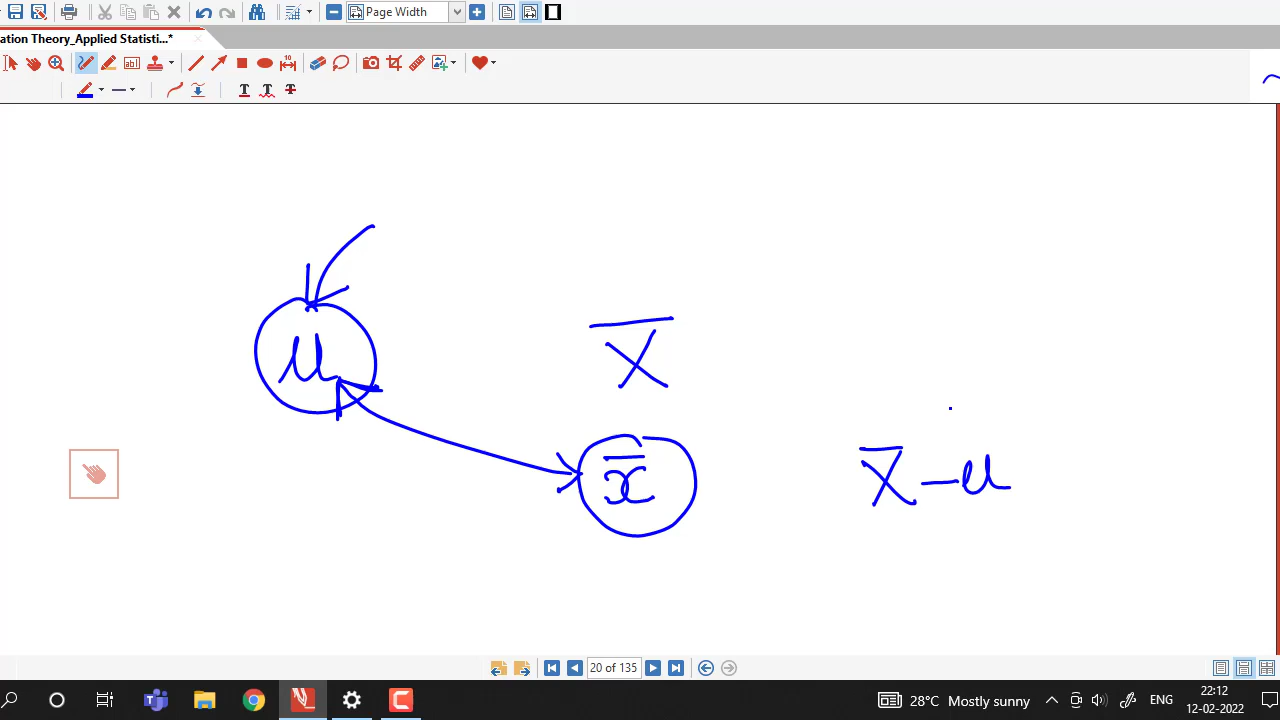 Page Width
ation Theory_Applied Statisti...*
μ
X̅
x̅
X̅ - μ
20 of 135
28°C Mostly sunny
ENG
22:12
12-02-2022